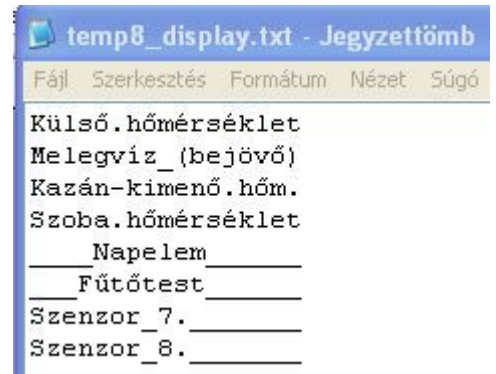 temp8_display.txt - Jegyzettömb
Fájl Szerkesztés Formátum Nézet Súgó
Külső.hőmérséklet
Melegvíz_(bejövő)
Kazán-kimenő.hőm.
Szoba.hőmérséklet
____Napelem______
___Fűtőtest______
Szenzor_7._______
Szenzor_8._______